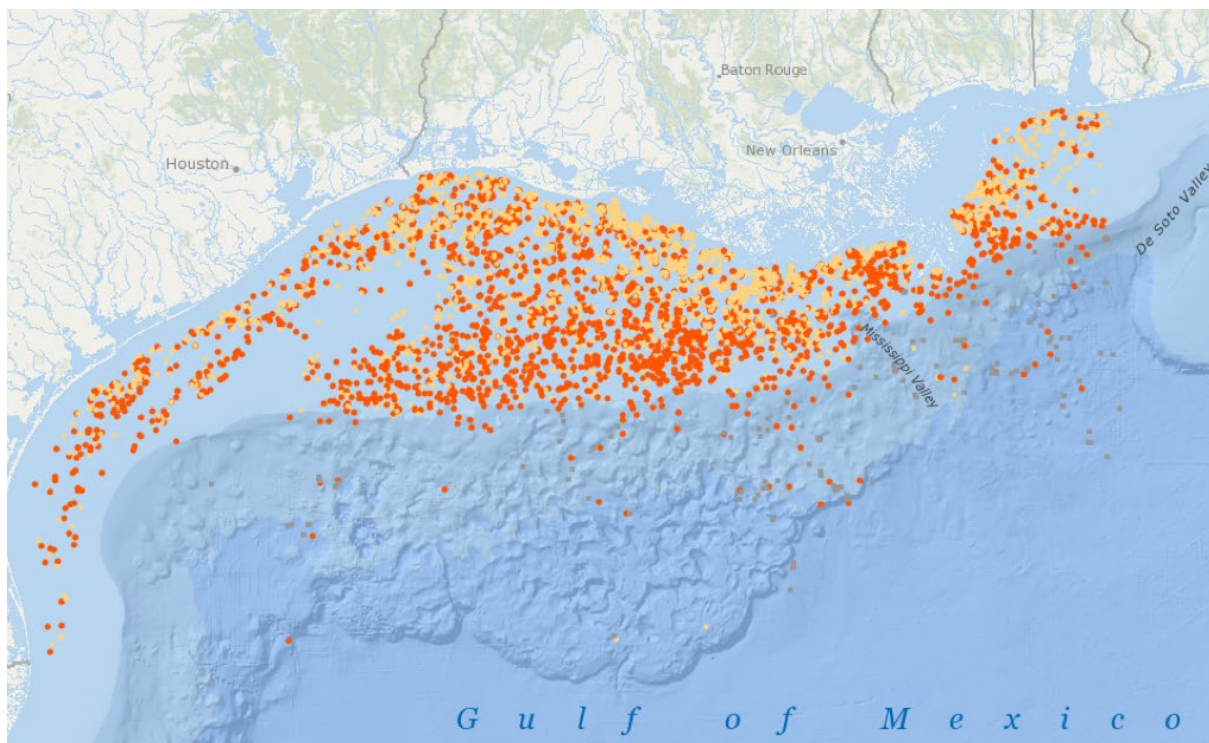 Baton Rouge
New Orleans
Houston
De Soto Valley
Mississippi Valley
Gulf of Mexico